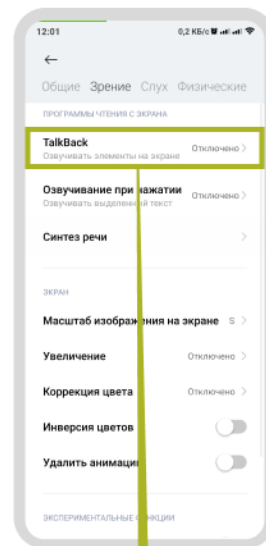 12:01 0,2 КБ/с
Общие Зрение Слух Физические
ПРОГРАММЫ ЧТЕНИЯ С ЭКРАНА
TalkBack
Озвучивать элементы на экране
Отключено
Озвучивание при нажатии
Озвучивать выделенный текст
Отключено
Синтез речи
ЭКРАН
Масштаб изображения на экране S
Увеличение Отключено
Коррекция цвета Отключено
Инверсия цветов
Удалить анимации
ЭКСПЕРИМЕНТАЛЬНЫЕ ФУНКЦИИ